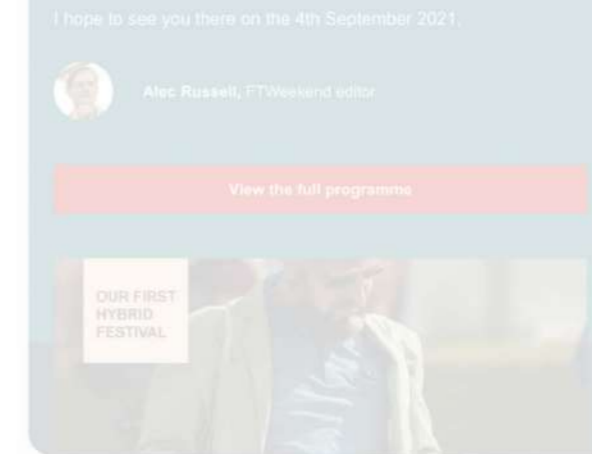 I hope to see you there on the 4th September 2021.
Alec Russell, FTWeekend editor
View the full programme
OUR FIRST
HYBRID
FESTIVAL